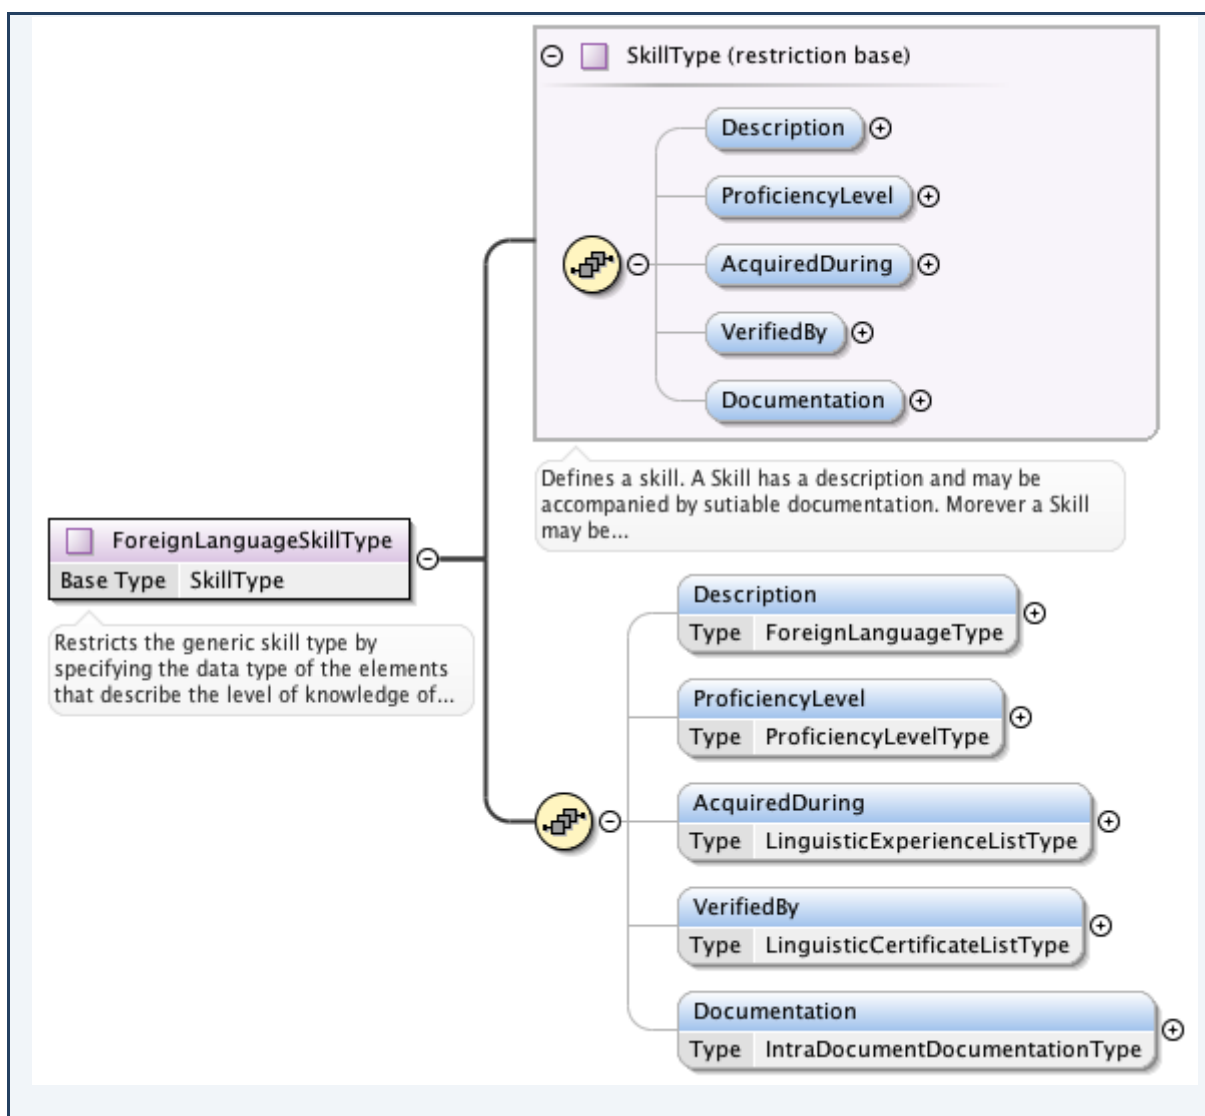 SkillType (restriction base)
Description
ProficiencyLevel
AcquiredDuring
VerifiedBy
Documentation
Defines a skill. A Skill has a description and may be
accompanied by sutiable documentation. Morever a Skill
may be...
ForeignLanguageSkillType
Base Type SkillType
Restricts the generic skill type by
specifying the data type of the elements
that describe the level of knowledge of...
Description
Type ForeignLanguageType
ProficiencyLevel
Type ProficiencyLevelType
AcquiredDuring
Type LinguisticExperienceListType
VerifiedBy
Type LinguisticCertificateListType
Documentation
Type IntraDocumentDocumentationType